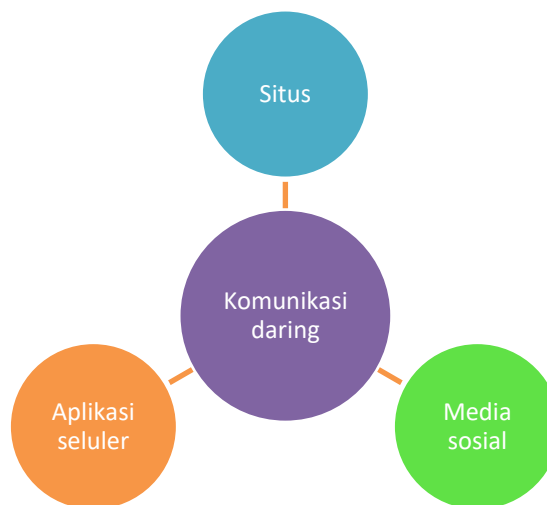 Situs
Komunikasi
daring
Aplikasi
seluler
Media
sosial